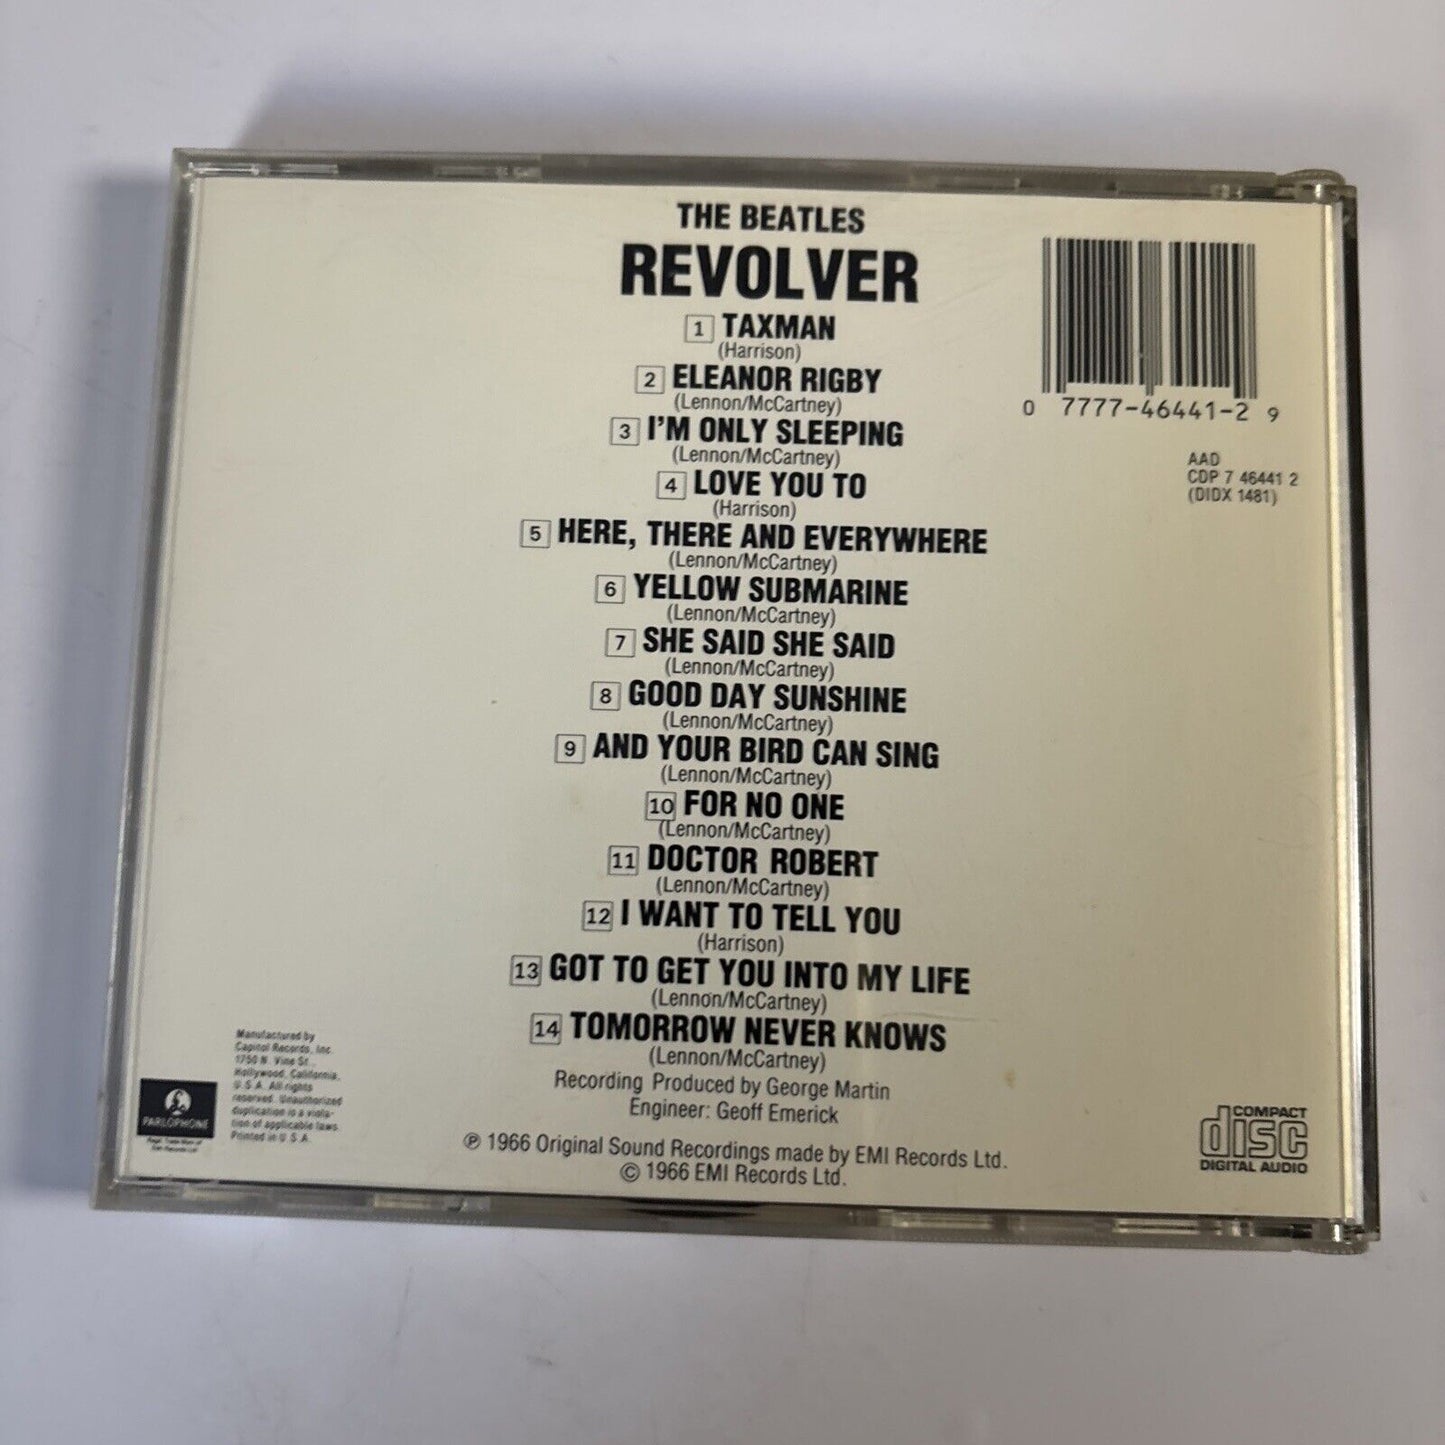 THE BEATLES
REVOLVER
1 TAXMAN
(Harrison)
2 ELEANOR RIGBY
(Lennon/McCartney)
3 I'M ONLY SLEEPING
(Lennon/McCartney)
4 LOVE YOU TO
(Harrison)
5 HERE, THERE AND EVERYWHERE
(Lennon/McCartney)
6 YELLOW SUBMARINE
(Lennon/McCartney)
7 SHE SAID SHE SAID
(Lennon/McCartney)
8 GOOD DAY SUNSHINE
(Lennon/McCartney)
9 AND YOUR BIRD CAN SING
(Lennon/McCartney)
10 FOR NO ONE
(Lennon/McCartney)
11 DOCTOR ROBERT
(Lennon/McCartney)
12 I WANT TO TELL YOU
(Harrison)
13 GOT TO GET YOU INTO MY LIFE
(Lennon/McCartney)
14 TOMORROW NEVER KNOWS
(Lennon/McCartney)
Recording Produced by George Martin
Engineer: Geoff Emerick
℗ 1966 Original Sound Recordings made by EMI Records Ltd.
© 1966 EMI Records Ltd.
0 7777-46441-2 9
AAD
CDP 7 46441 2
(DIDX 1481)
Manufactured by
Capitol Records, Inc.
1750 N. Vine St.,
Hollywood, California,
U.S.A. All rights
reserved. Unauthorized
duplication is a viola-
tion of applicable laws.
Printed in U.S.A.
PARLOPHONE
Regd. Trade Mark of
EMI Records Ltd
COMPACT
disc
DIGITAL AUDIO